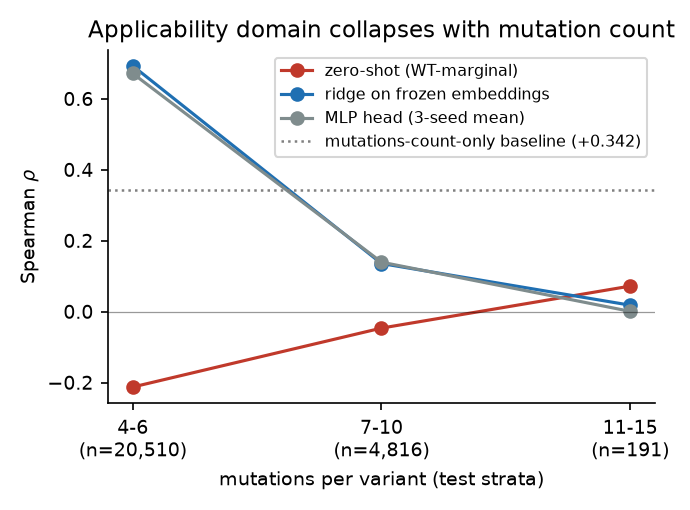 Applicability domain collapses with mutation count
zero-shot (WT-marginal)
ridge on frozen embeddings
MLP head (3-seed mean)
mutations-count-only baseline (+0.342)
Spearman ρ
0.6
0.4
0.2
0.0
−0.2
4-6
(n=20,510)
7-10
(n=4,816)
11-15
(n=191)
mutations per variant (test strata)